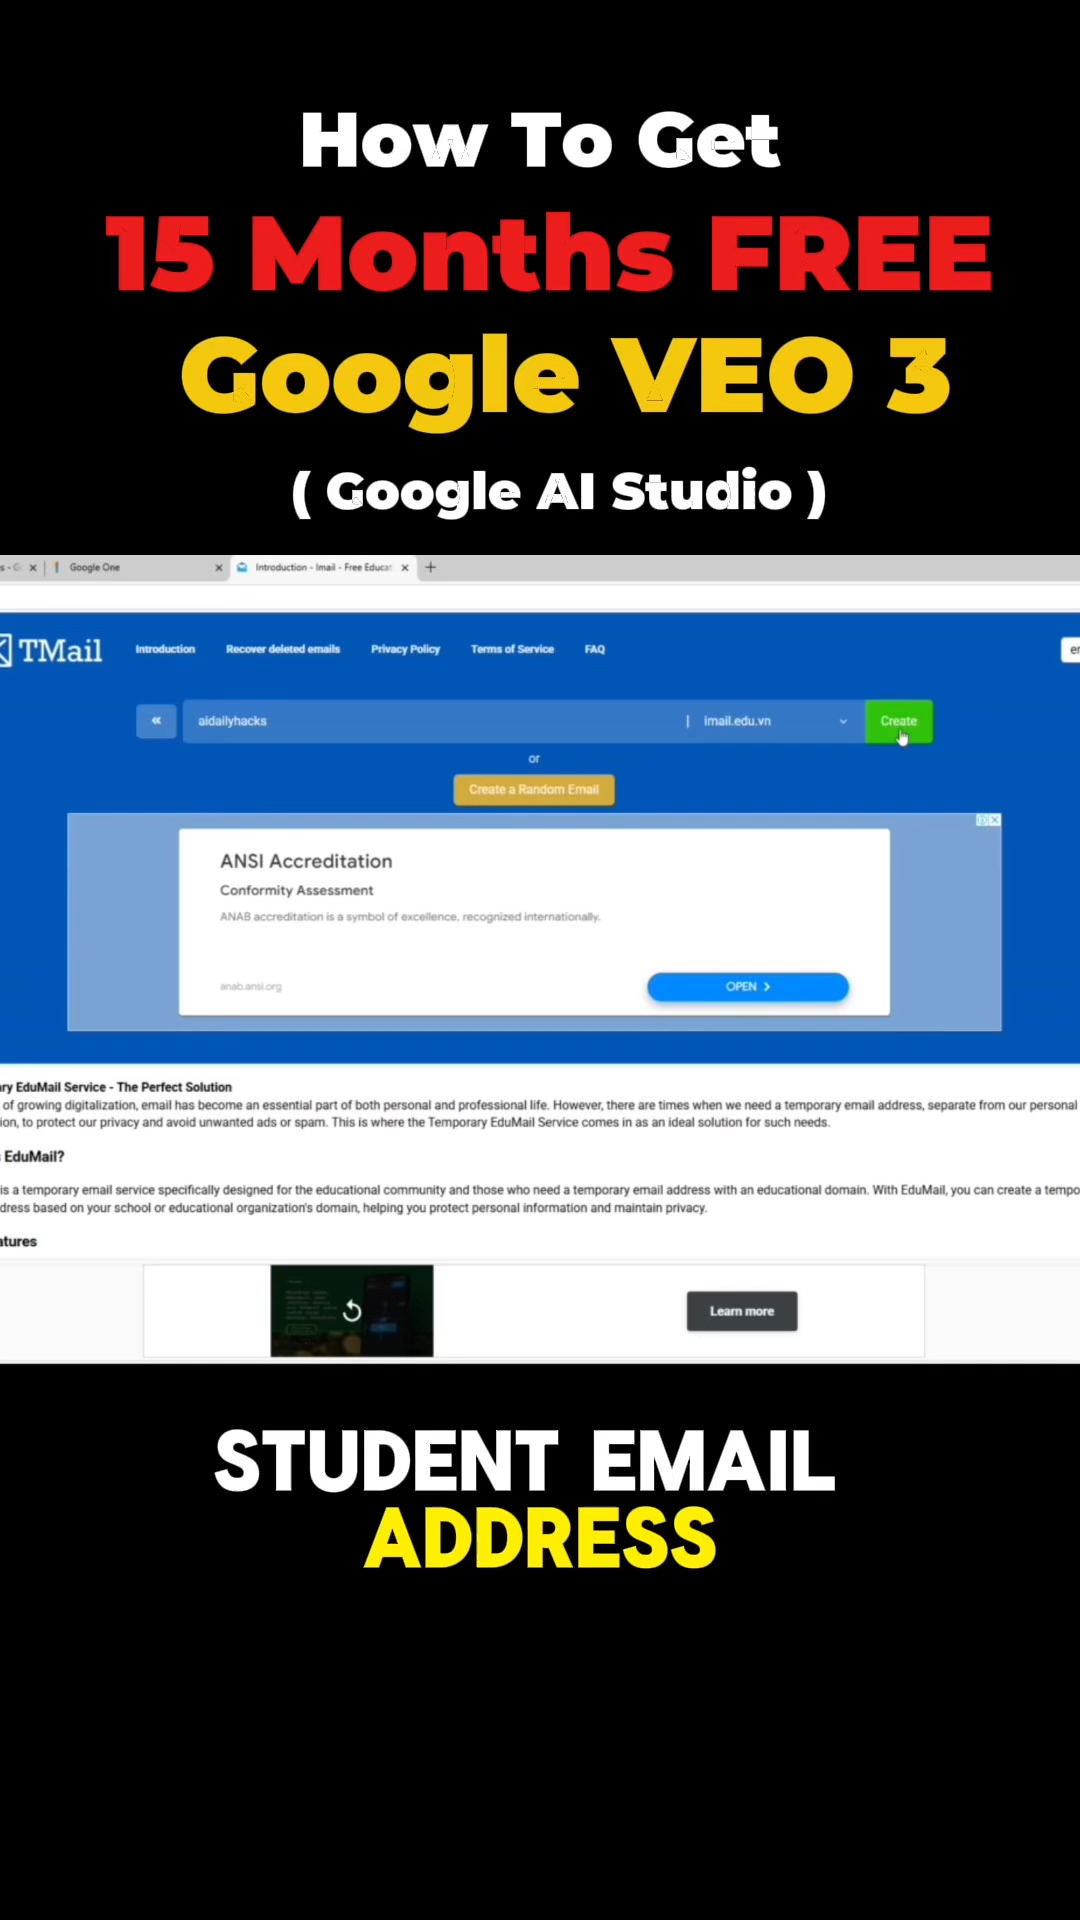 How To Get
15 Months FREE
Google VEO 3
( Google AI Studio )
Google One
Introduction - Imail - Free Educat
TMail
Introduction
Recover deleted emails
Privacy Policy
Terms of Service
FAQ
aidailyhacks
| imail.edu.vn
Create
or
Create a Random Email
ANSI Accreditation
Conformity Assessment
ANAB accreditation is a symbol of excellence, recognized internationally.
anab.ansi.org
OPEN >
ry EduMail Service - The Perfect Solution
of growing digitalization, email has become an essential part of both personal and professional life. However, there are times when we need a temporary email address, separate from our personal
ion, to protect our privacy and avoid unwanted ads or spam. This is where the Temporary EduMail Service comes in as an ideal solution for such needs.
EduMail?
is a temporary email service specifically designed for the educational community and those who need a temporary email address with an educational domain. With EduMail, you can create a tempo
dress based on your school or educational organization's domain, helping you protect personal information and maintain privacy.
atures
Learn more
STUDENT EMAIL
ADDRESS